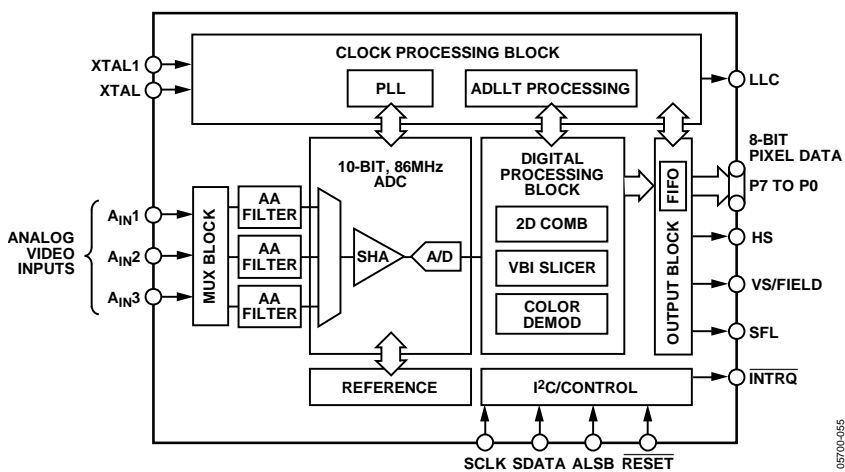 CLOCK PROCESSING BLOCK
XTAL1
XTAL
PLL
ADLLT PROCESSING
LLC
10-BIT, 86MHz
ADC
DIGITAL
PROCESSING
BLOCK
2D COMB
VBI SLICER
COLOR
DEMOD
FIFO
OUTPUT BLOCK
8-BIT
PIXEL DATA
P7 TO P0
HS
VS/FIELD
SFL
INTRQ
ANALOG
VIDEO
INPUTS
AIN1
AIN2
AIN3
MUX BLOCK
AA
FILTER
AA
FILTER
AA
FILTER
SHA
A/D
REFERENCE
I2C/CONTROL
SCLK SDATA ALSB RESET
05700-055